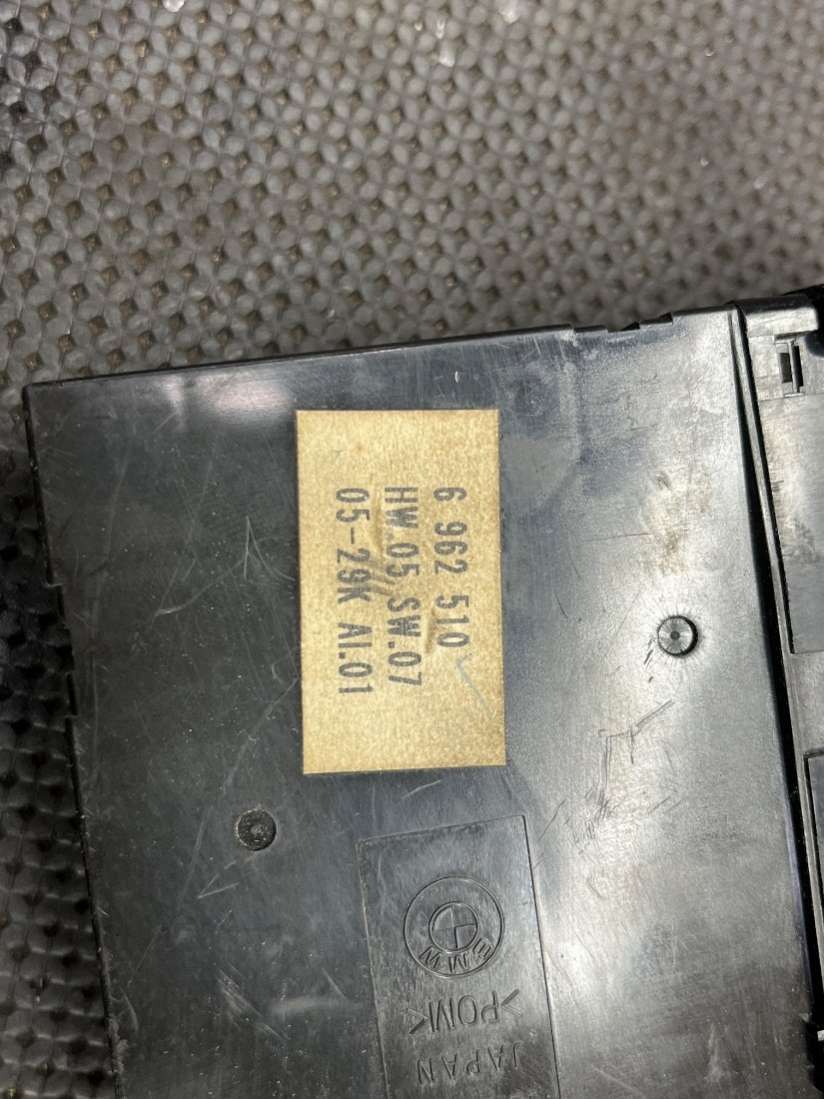 6 962 510
HW.05 SW.07
05-29K AI.01
BMW
>POM<
JAPAN